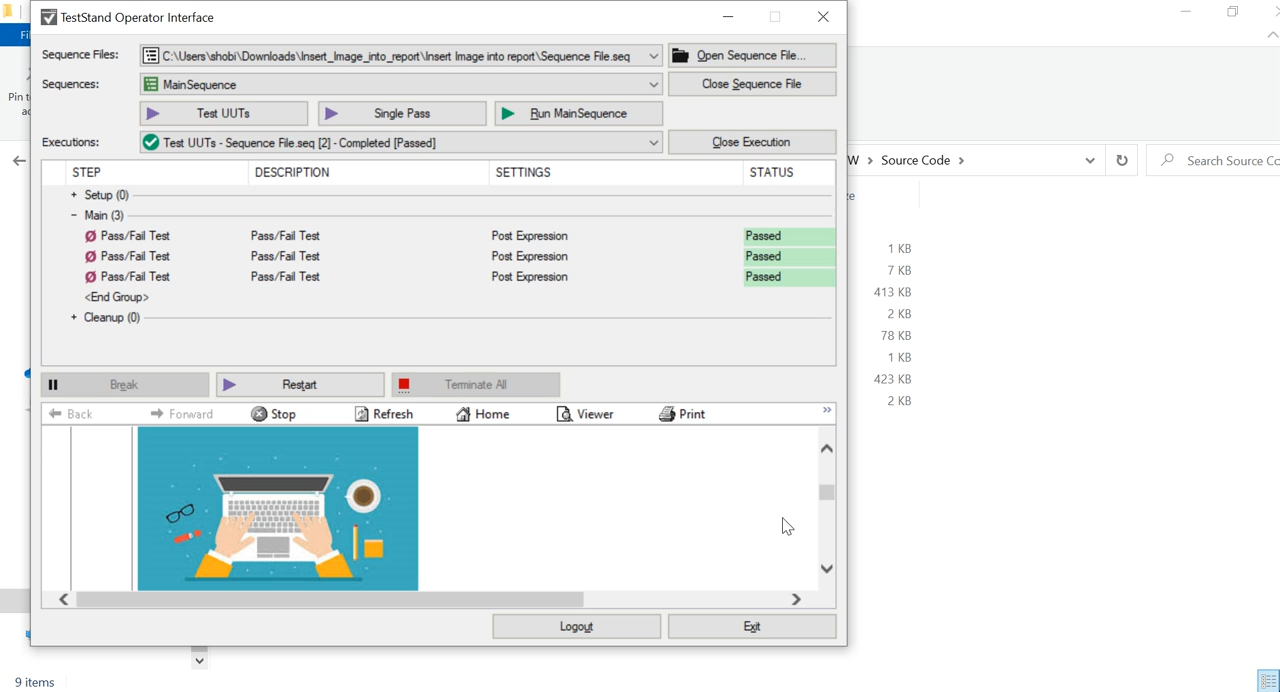 TestStand Operator Interface
Sequence Files:
C:\Users\shobi\Downloads\Insert_Image_into_report\Insert Image into report\Sequence File.seq
Open Sequence File...
Sequences:
MainSequence
Close Sequence File
Test UUTs
Single Pass
Run MainSequence
Executions:
Test UUTs - Sequence File.seq [2] - Completed [Passed]
Close Execution
STEP DESCRIPTION SETTINGS STATUS
+ Setup (0)
- Main (3)
Pass/Fail Test Pass/Fail Test Post Expression Passed
Pass/Fail Test Pass/Fail Test Post Expression Passed
Pass/Fail Test Pass/Fail Test Post Expression Passed
<End Group>
+ Cleanup (0)
Break Restart Terminate All
Back Forward Stop Refresh Home Viewer Print »
Logout Exit
Fi
Pin t
ac
W > Source Code >
Search Source Co
ze
1 KB
7 KB
413 KB
2 KB
78 KB
1 KB
423 KB
2 KB
9 items